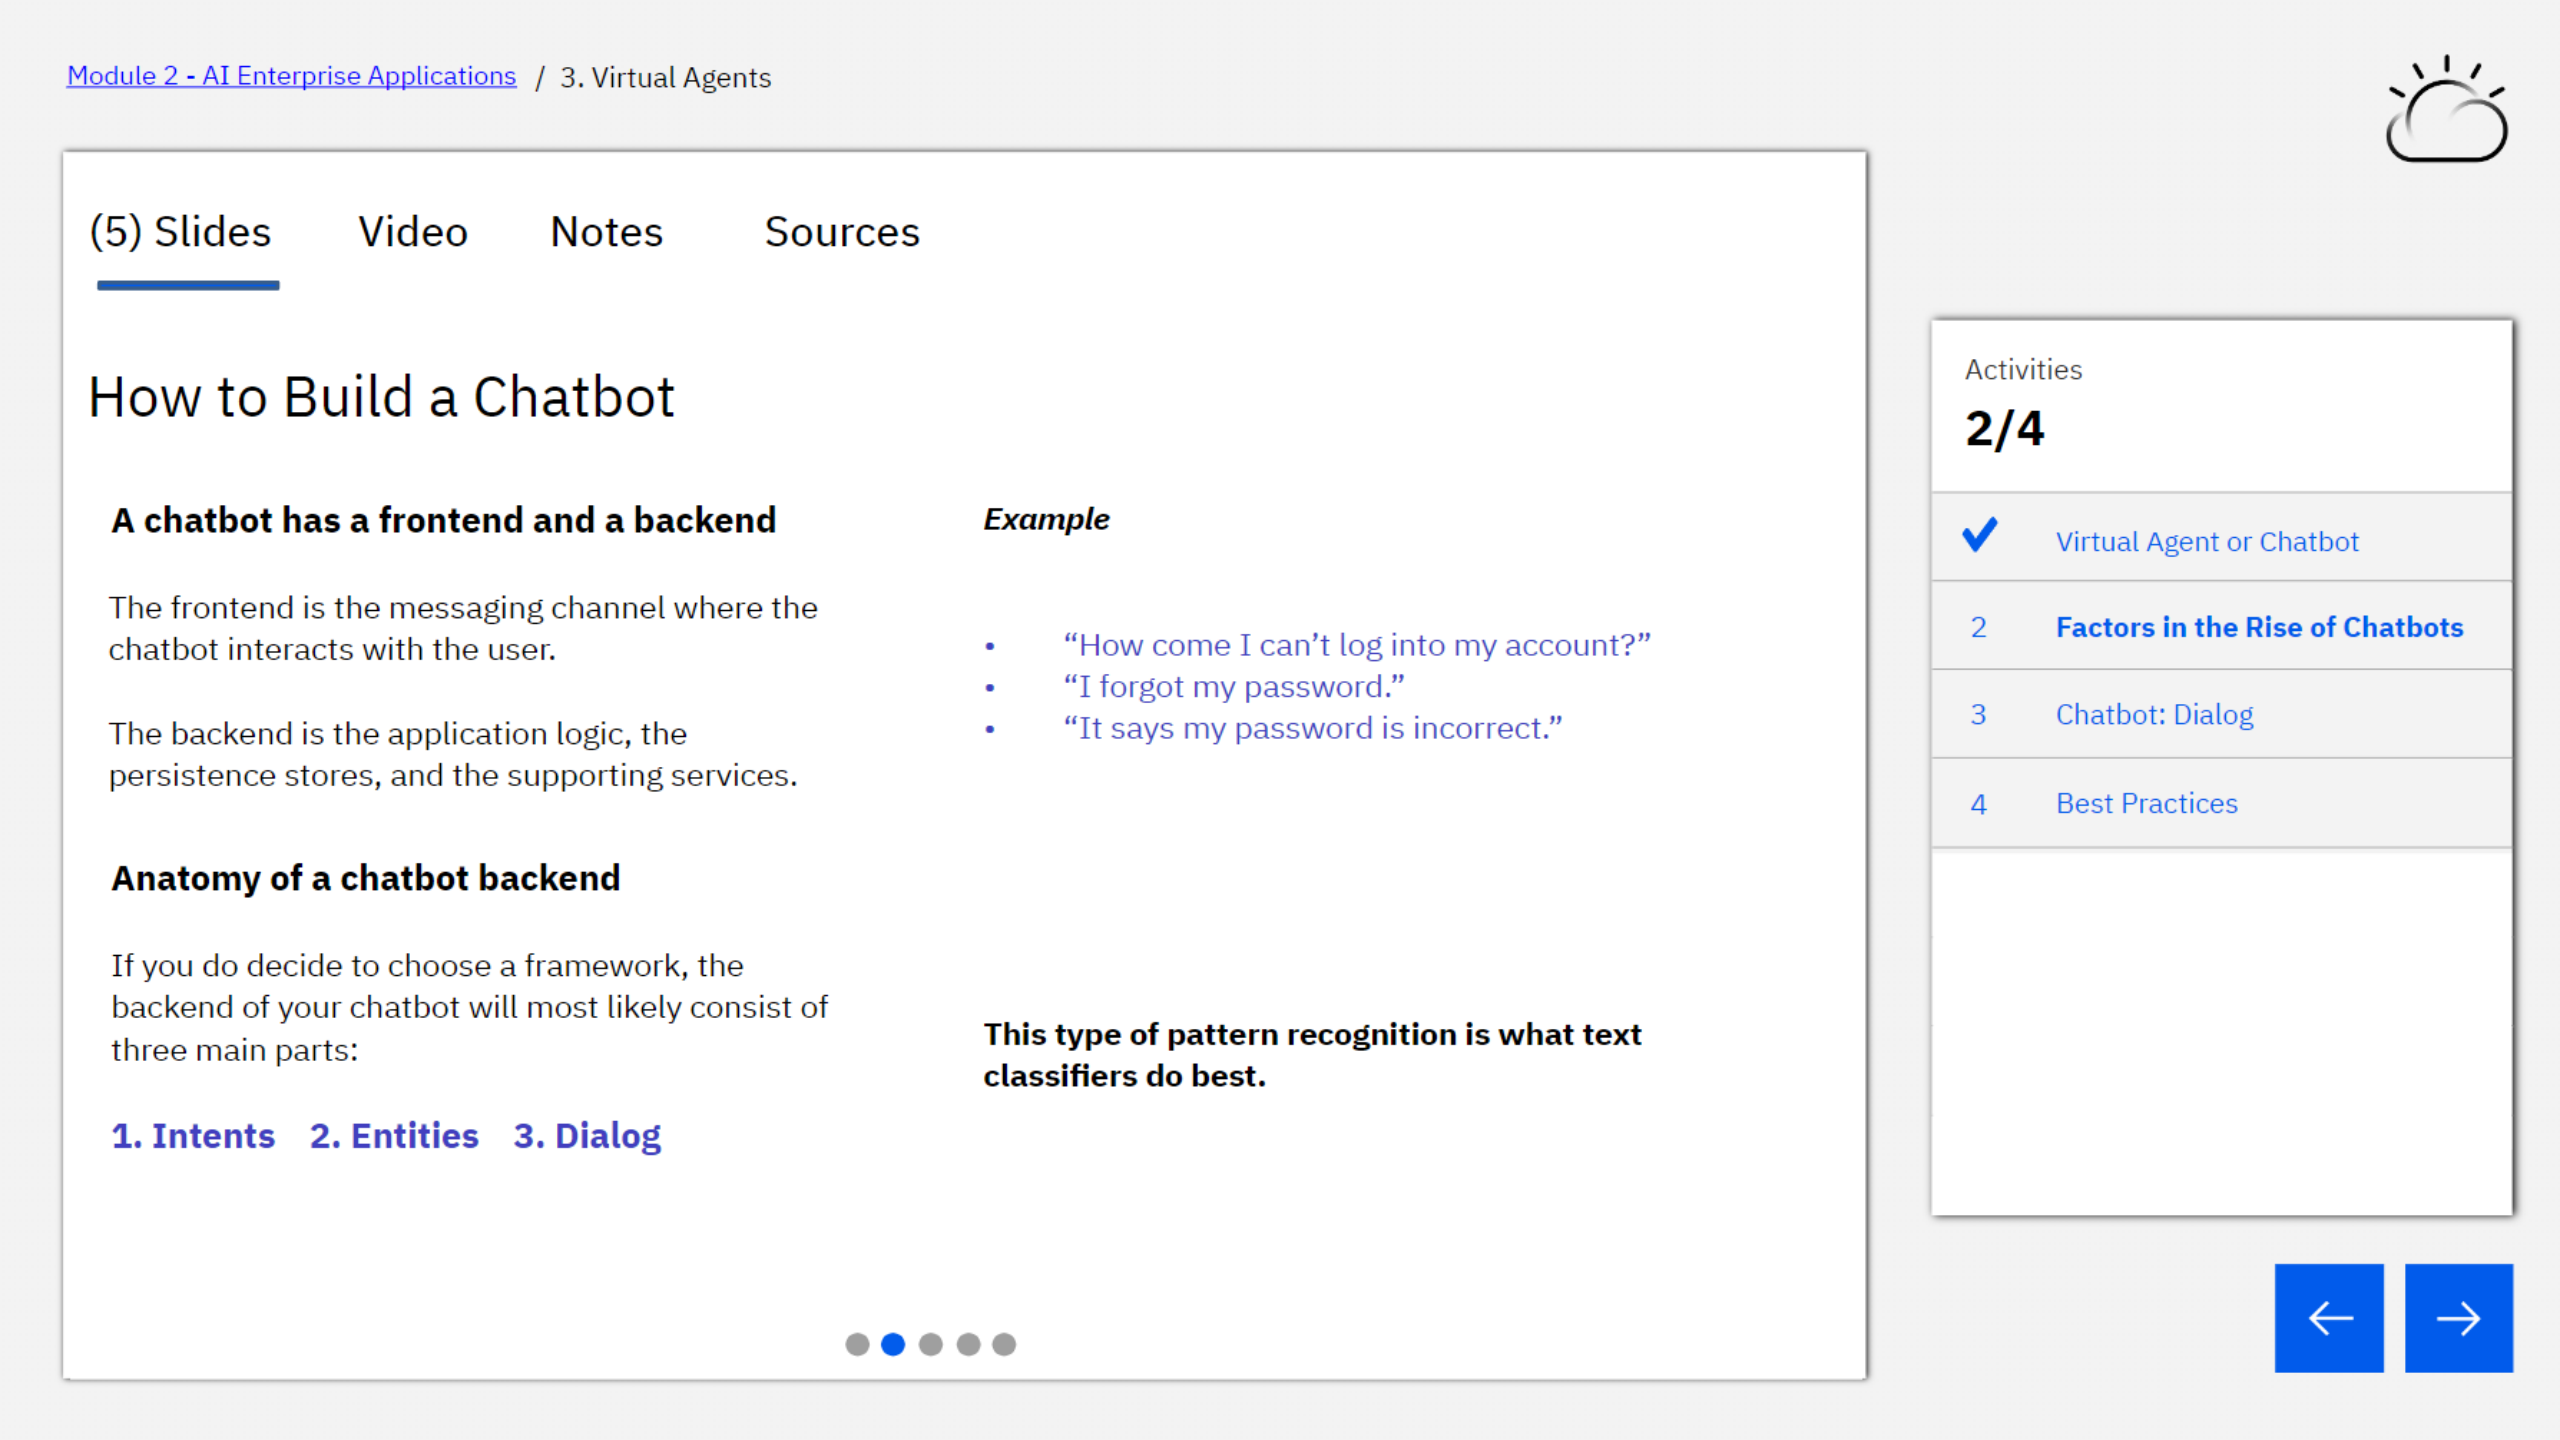 Module 2 - AI Enterprise Applications / 3. Virtual Agents
(5) Slides Video Notes Sources
How to Build a Chatbot
A chatbot has a frontend and a backend
The frontend is the messaging channel where the
chatbot interacts with the user.
The backend is the application logic, the
persistence stores, and the supporting services.
Anatomy of a chatbot backend
If you do decide to choose a framework, the
backend of your chatbot will most likely consist of
three main parts:
1. Intents 2. Entities 3. Dialog
Example
• “How come I can’t log into my account?”
• “I forgot my password.”
• “It says my password is incorrect.”
This type of pattern recognition is what text
classifiers do best.
Activities
2/4
Virtual Agent or Chatbot
2 Factors in the Rise of Chatbots
3 Chatbot: Dialog
4 Best Practices